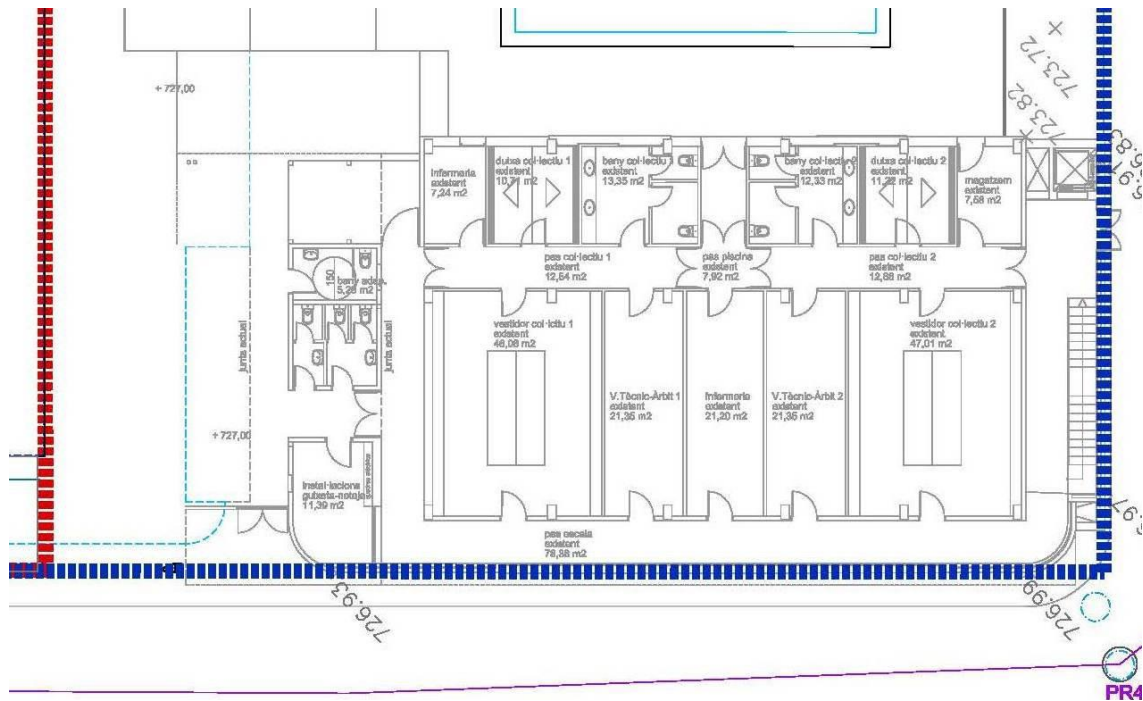 723.72
723.82
+ 727,00
infermeria
existent
7,24 m2
dutxa col·lectiu 1
existent
10,71 m2
bany col·lectiu 1
existent
13,35 m2
bany col·lectiu 2
existent
12,33 m2
dutxa col·lectiu 2
existent
11,22 m2
magatzem
existent
7,58 m2
pas col·lectiu 1
existent
12,54 m2
pas piscina
existent
7,92 m2
pas col·lectiu 2
existent
12,88 m2
150
bany adap.
5,28 m2
junta actual
junta actual
vestidor col·lectiu 1
existent
46,08 m2
vestidor col·lectiu 2
existent
47,01 m2
V.Tècnic-Àrbit 1
existent
21,35 m2
infermeria
existent
21,20 m2
V.Tècnic-Àrbit 2
existent
21,35 m2
+ 727,00
instal·lacions
guixeta-neteja
11,39 m2
pas escala
existent
78,88 m2
726.93
726.99
PR4